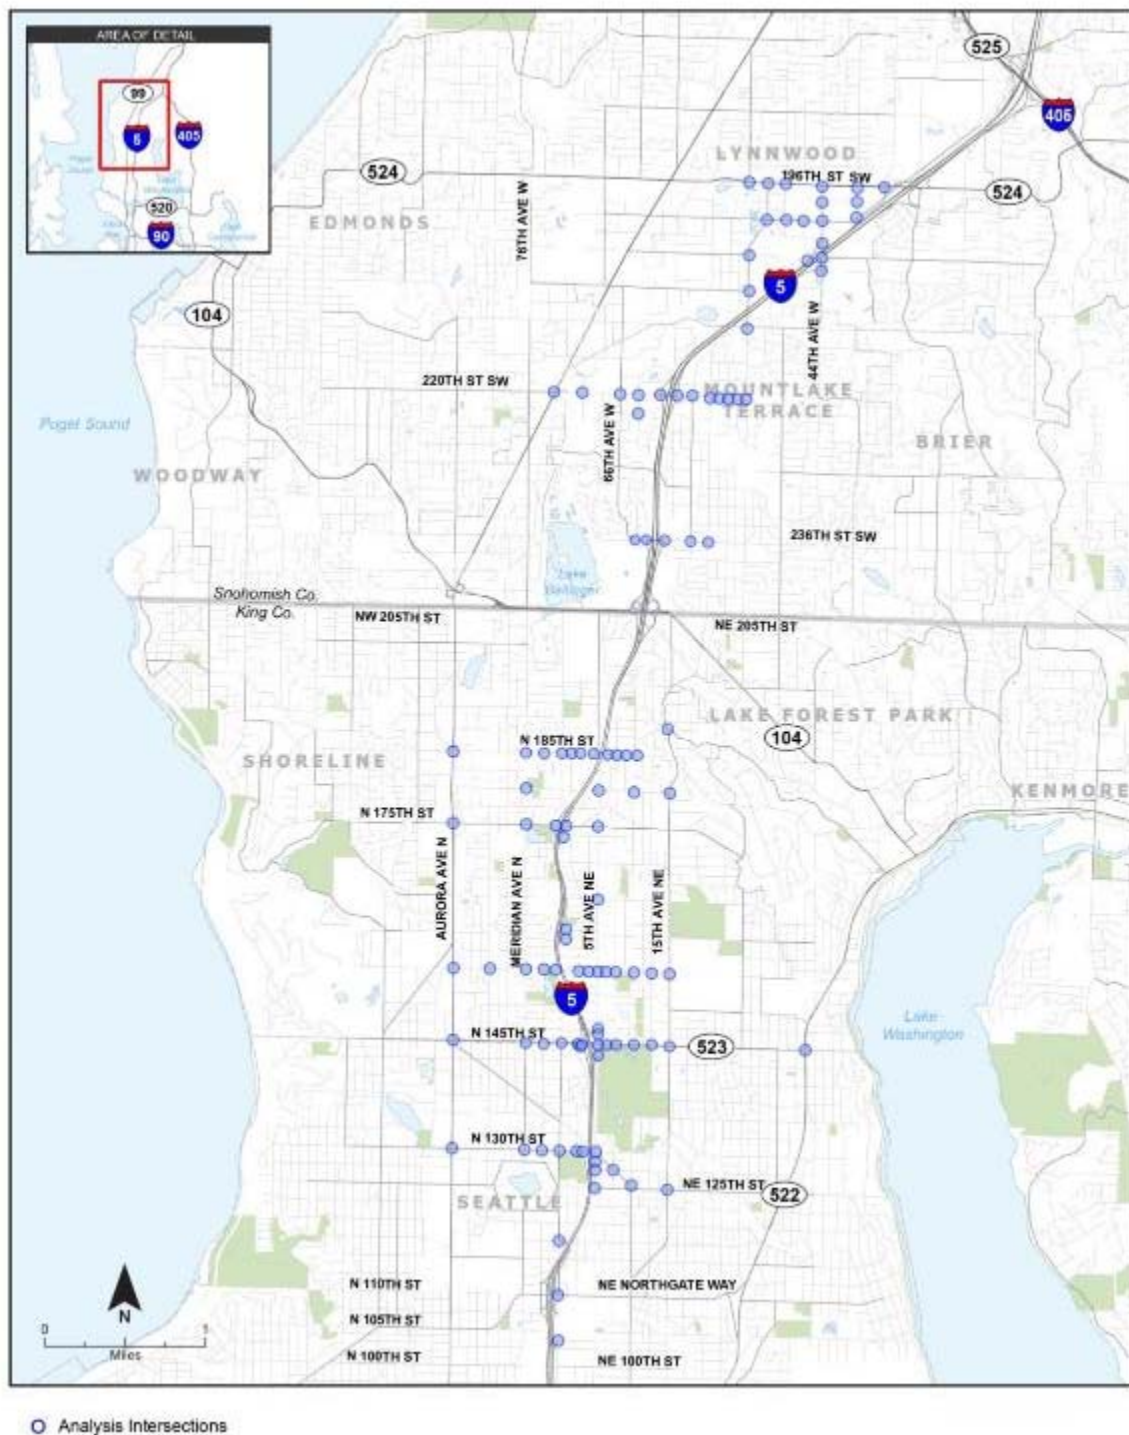 AREA OF DETAIL
99
5
405
520
90
525
405
LYNNWOOD
196TH ST SW
524
524
EDMONDS
76TH AVE W
5
104
44TH AVE W
220TH ST SW
MOUNTLAKE
TERRACE
Puget Sound
66TH AVE W
BRIER
WOODWAY
236TH ST SW
Lake
Ballinger
Snohomish Co.
King Co.
NW 205TH ST
NE 205TH ST
LAKE FOREST PARK
N 185TH ST
104
SHORELINE
KENMORE
N 175TH ST
AURORA AVE N
MERIDIAN AVE N
5TH AVE NE
15TH AVE NE
5
Lake
Washington
N 145TH ST
523
N 130TH ST
NE 125TH ST
522
SEATTLE
N 110TH ST
NE NORTHGATE WAY
N
N 105TH ST
0 1
Miles
N 100TH ST
NE 100TH ST
Analysis Intersections